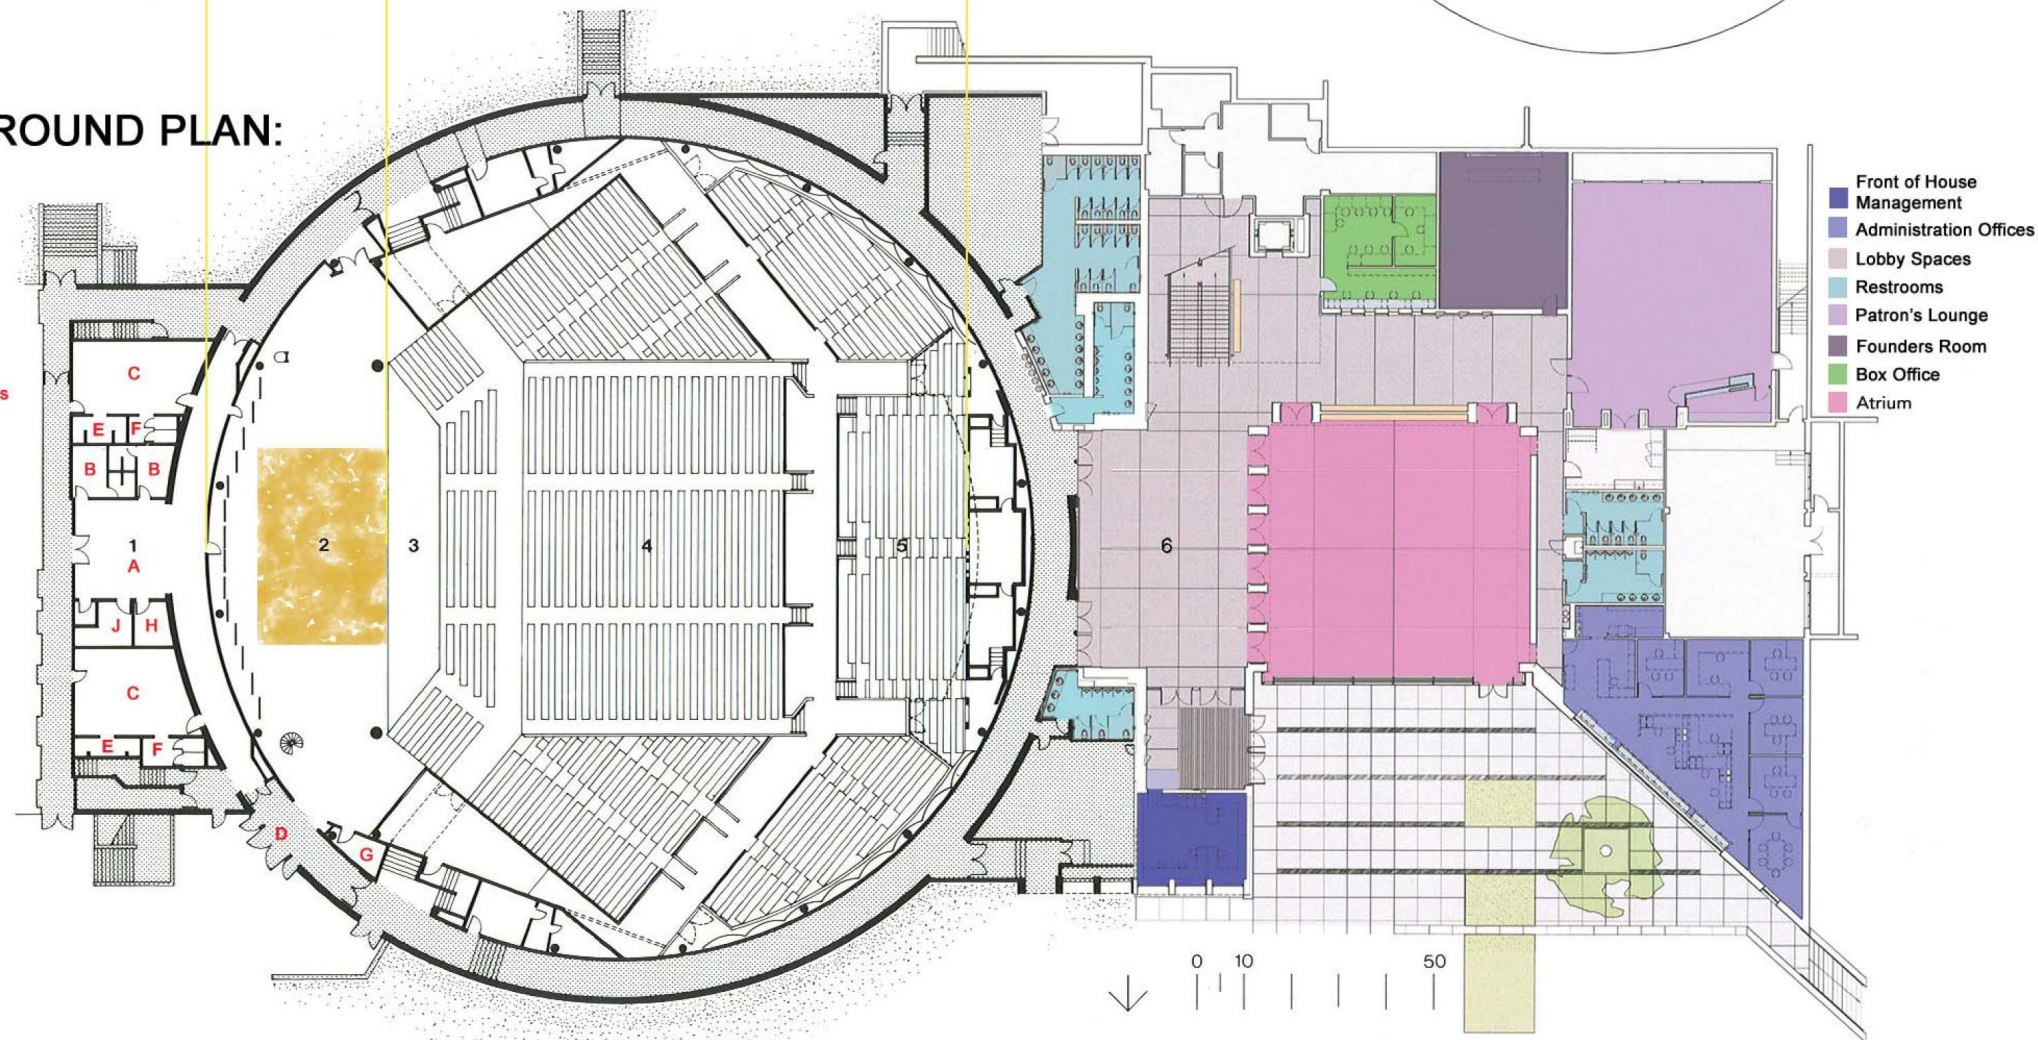 ROUND PLAN:
s
C
E
F
B
B
1
A
J
H
C
E
F
D
G
2
3
4
5
6
Front of House
Management
Administration Offices
Lobby Spaces
Restrooms
Patron's Lounge
Founders Room
Box Office
Atrium
0 10 50